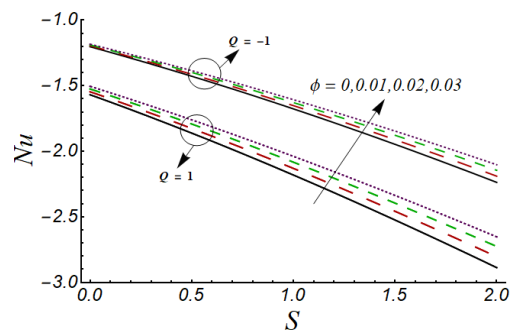 -1.0
Q = -1
-1.5
ϕ = 0,0.01,0.02,0.03
Nu
-2.0
Q = 1
-2.5
-3.0
0.0 0.5 1.0 1.5 2.0
S